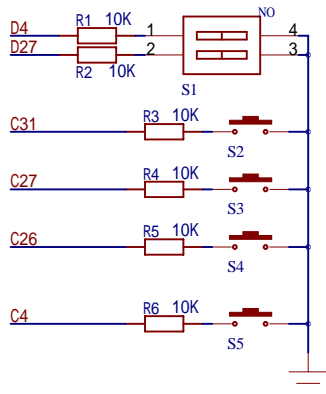 NO
D4 R1 10K 1 4
D27 R2 10K 2 3
S1
C31 R3 10K
S2
C27 R4 10K
S3
C26 R5 10K
S4
C4 R6 10K
S5